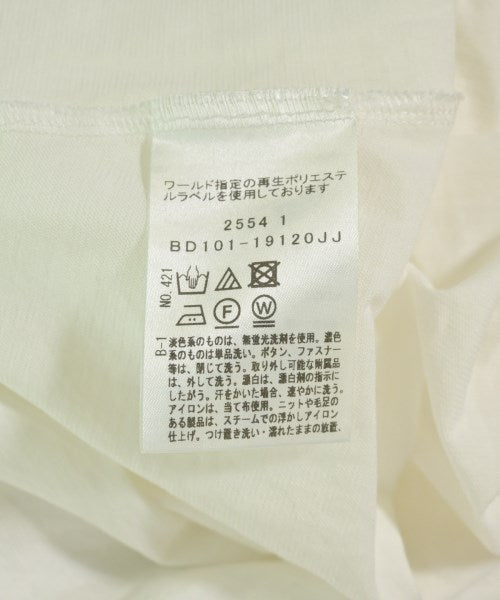 ワールド指定の再生ポリエステ
ルラベルを使用しております
2554 1
BD101-19120JJ
NO.421
F
W
B-1
淡色系のものは、無蛍光洗剤を使用。濃色
系のものは単品洗い。ボタン、ファスナー
等は、閉じて洗う。取り外し可能な附属品
は、外して洗う。漂白は、漂白剤の指示に
したがう。汗をかいた場合、速やかに洗う。
アイロンは、当て布使用。ニットや毛足の
ある製品は、スチームでの浮かしアイロン
仕上げ。つけ置き洗い・濡れたままの放置、